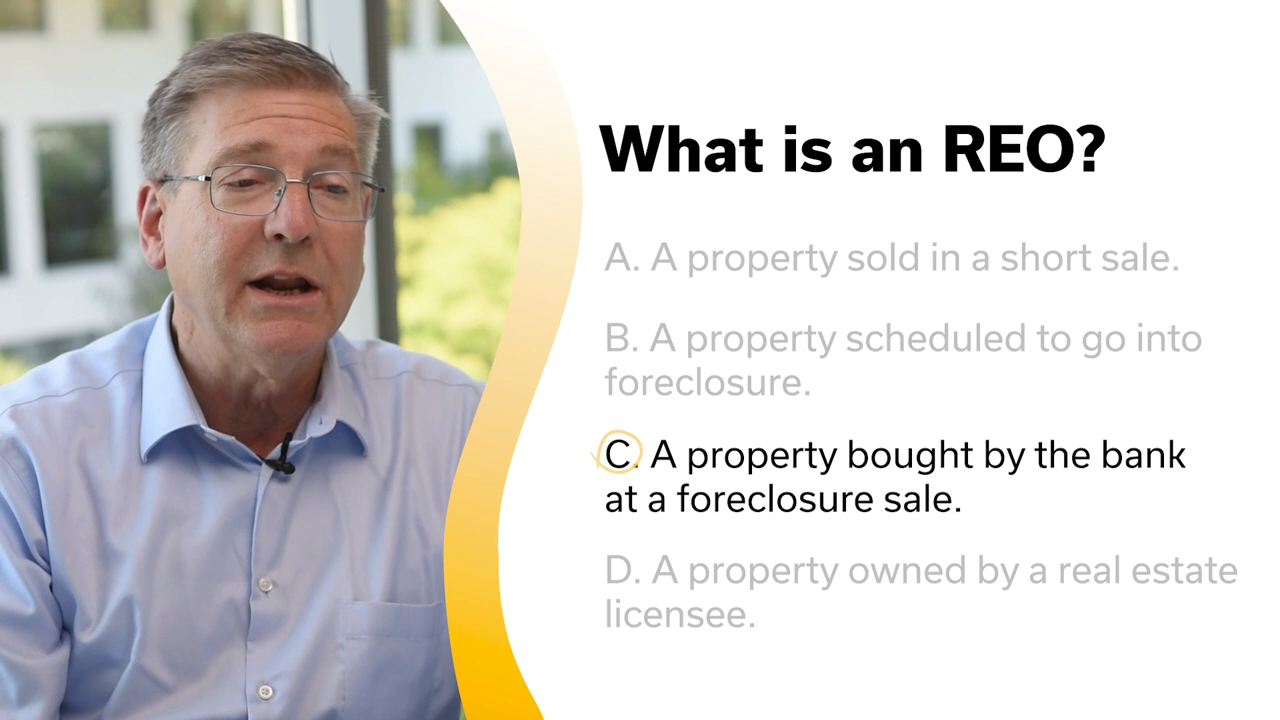 What is an REO?
A. A property sold in a short sale.
B. A property scheduled to go into
foreclosure.
C. A property bought by the bank
at a foreclosure sale.
D. A property owned by a real estate
licensee.